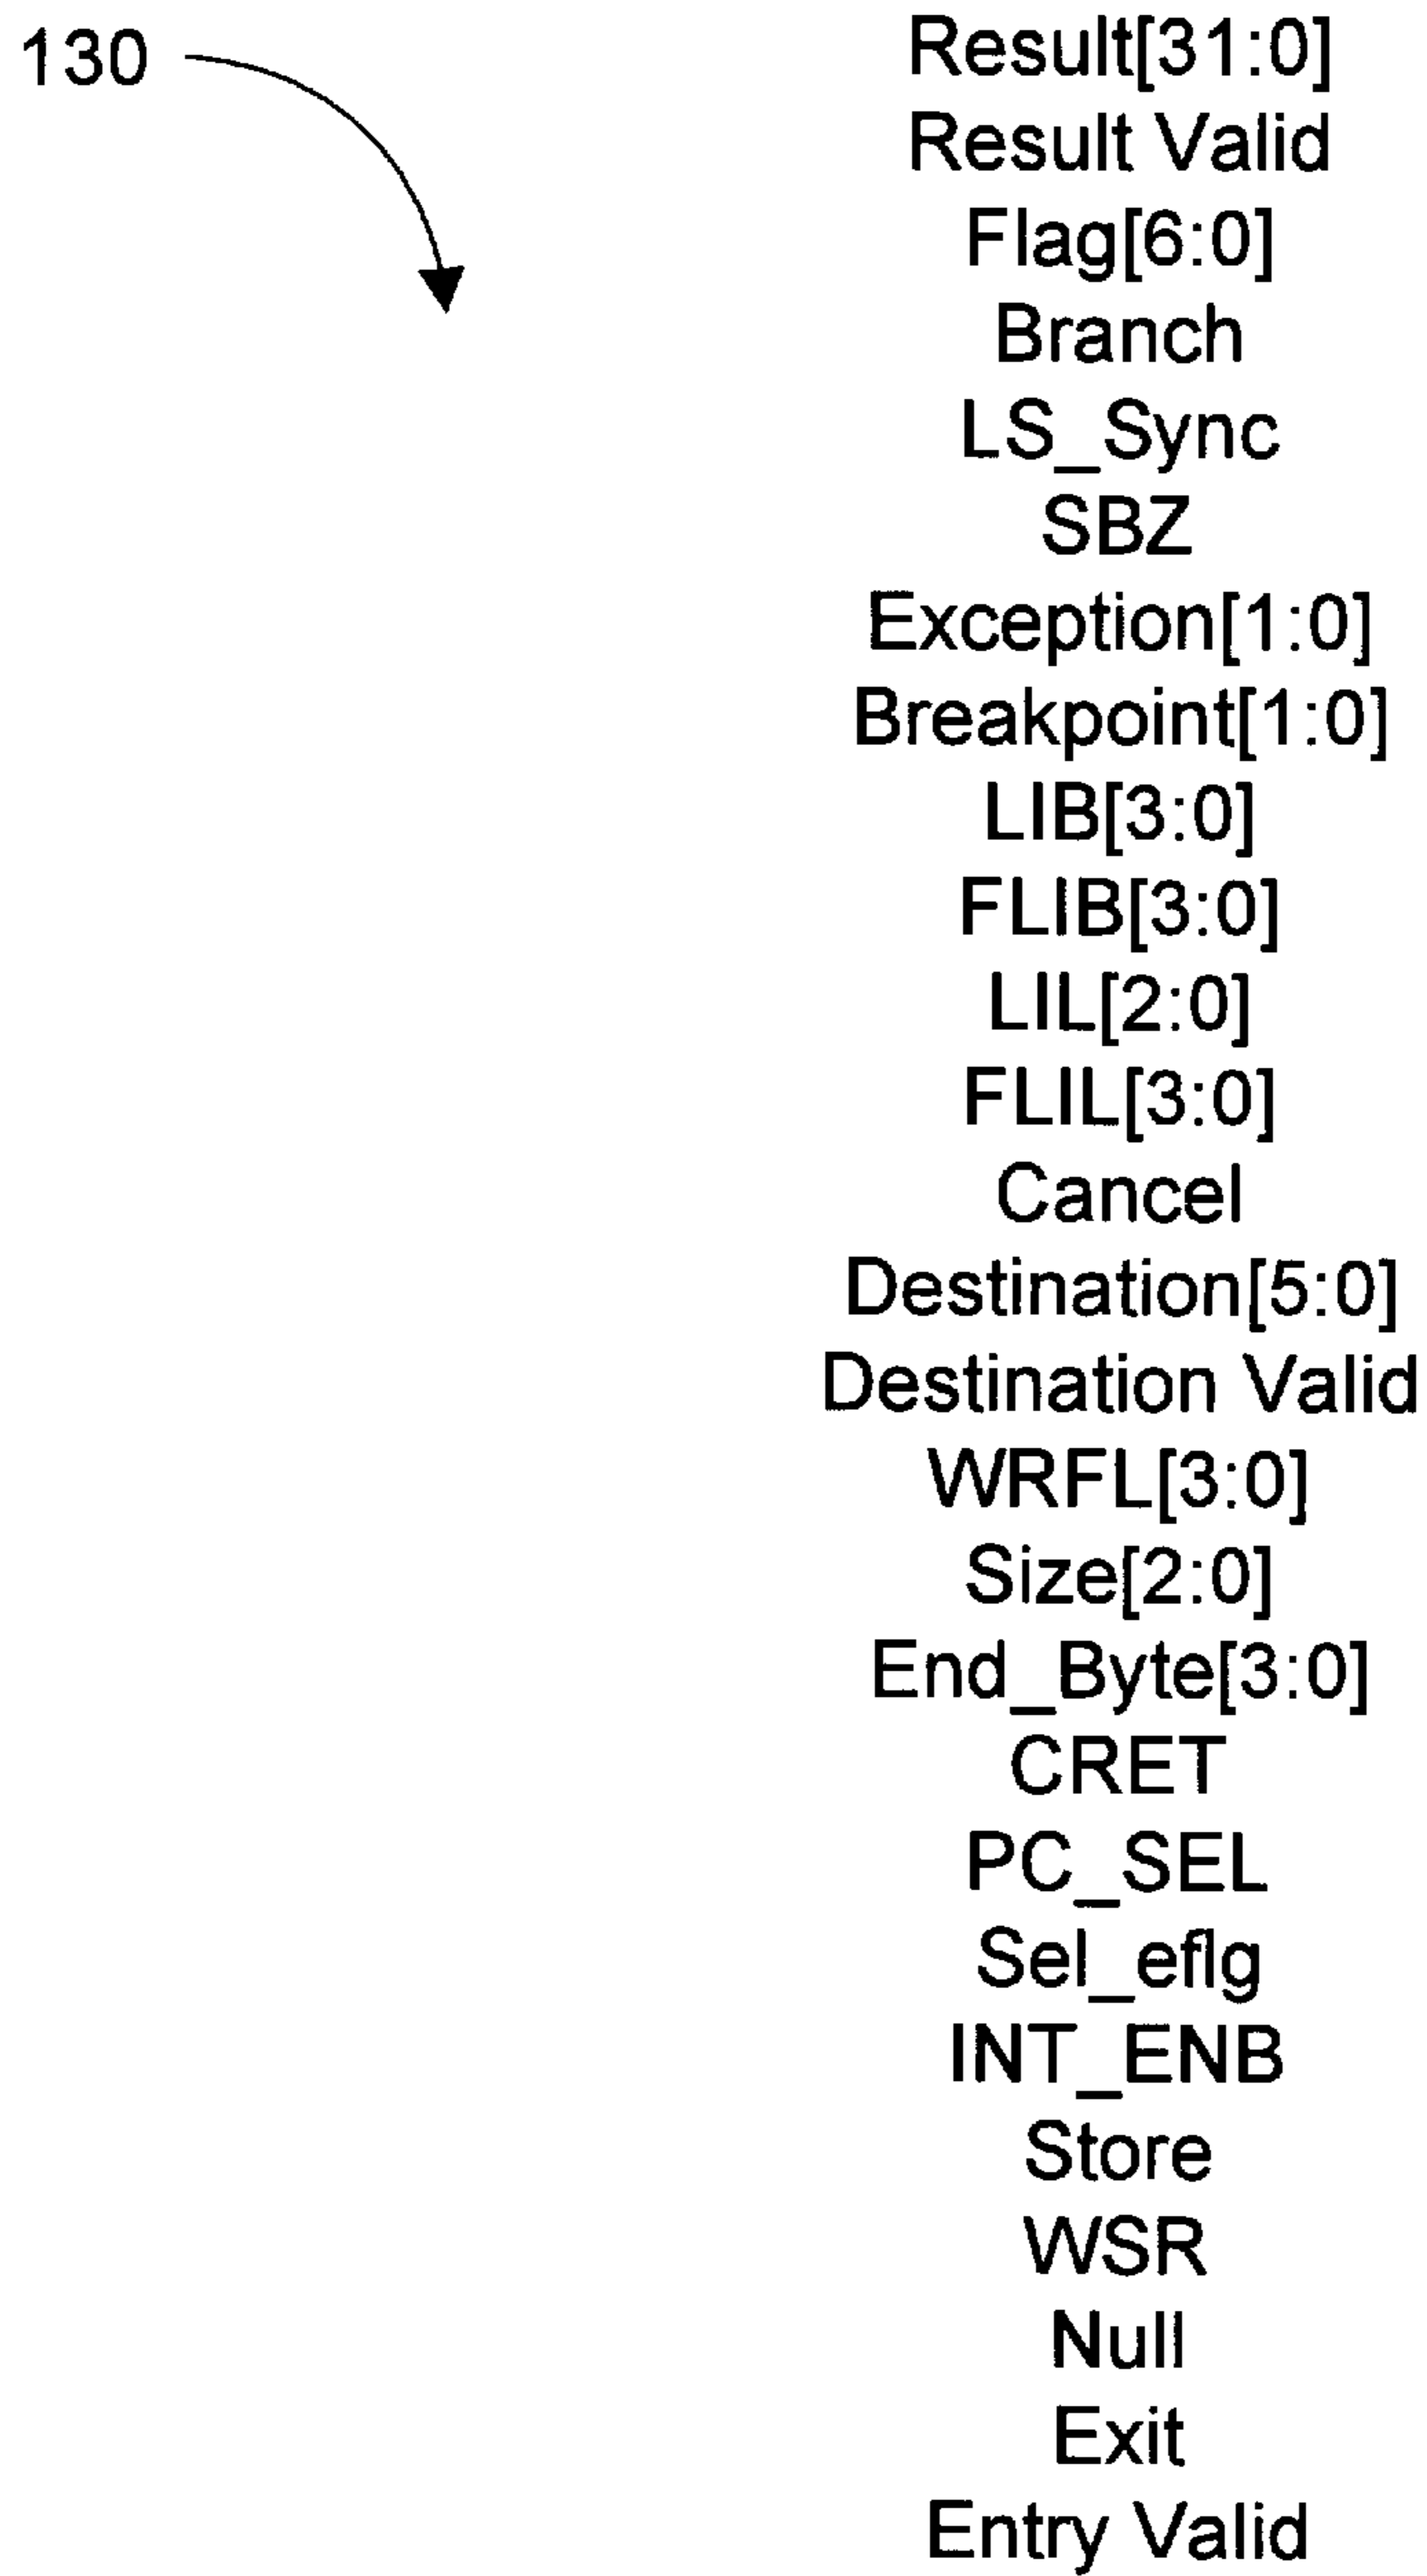 130
Result[31:0]
Result Valid
Flag[6:0]
Branch
LS_Sync
SBZ
Exception[1:0]
Breakpoint[1:0]
LIB[3:0]
FLIB[3:0]
LIL[2:0]
FLIL[3:0]
Cancel
Destination[5:0]
Destination Valid
WRFL[3:0]
Size[2:0]
End_Byte[3:0]
CRET
PC_SEL
Sel_eflg
INT_ENB
Store
WSR
Null
Exit
Entry Valid